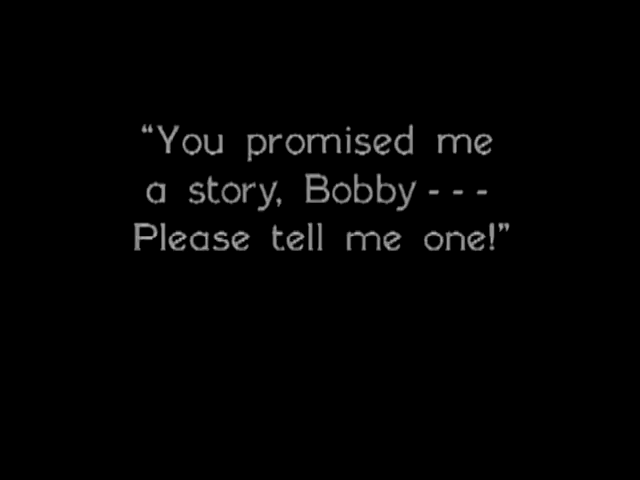 “You promised me
a story, Bobby - - -
Please tell me one!”